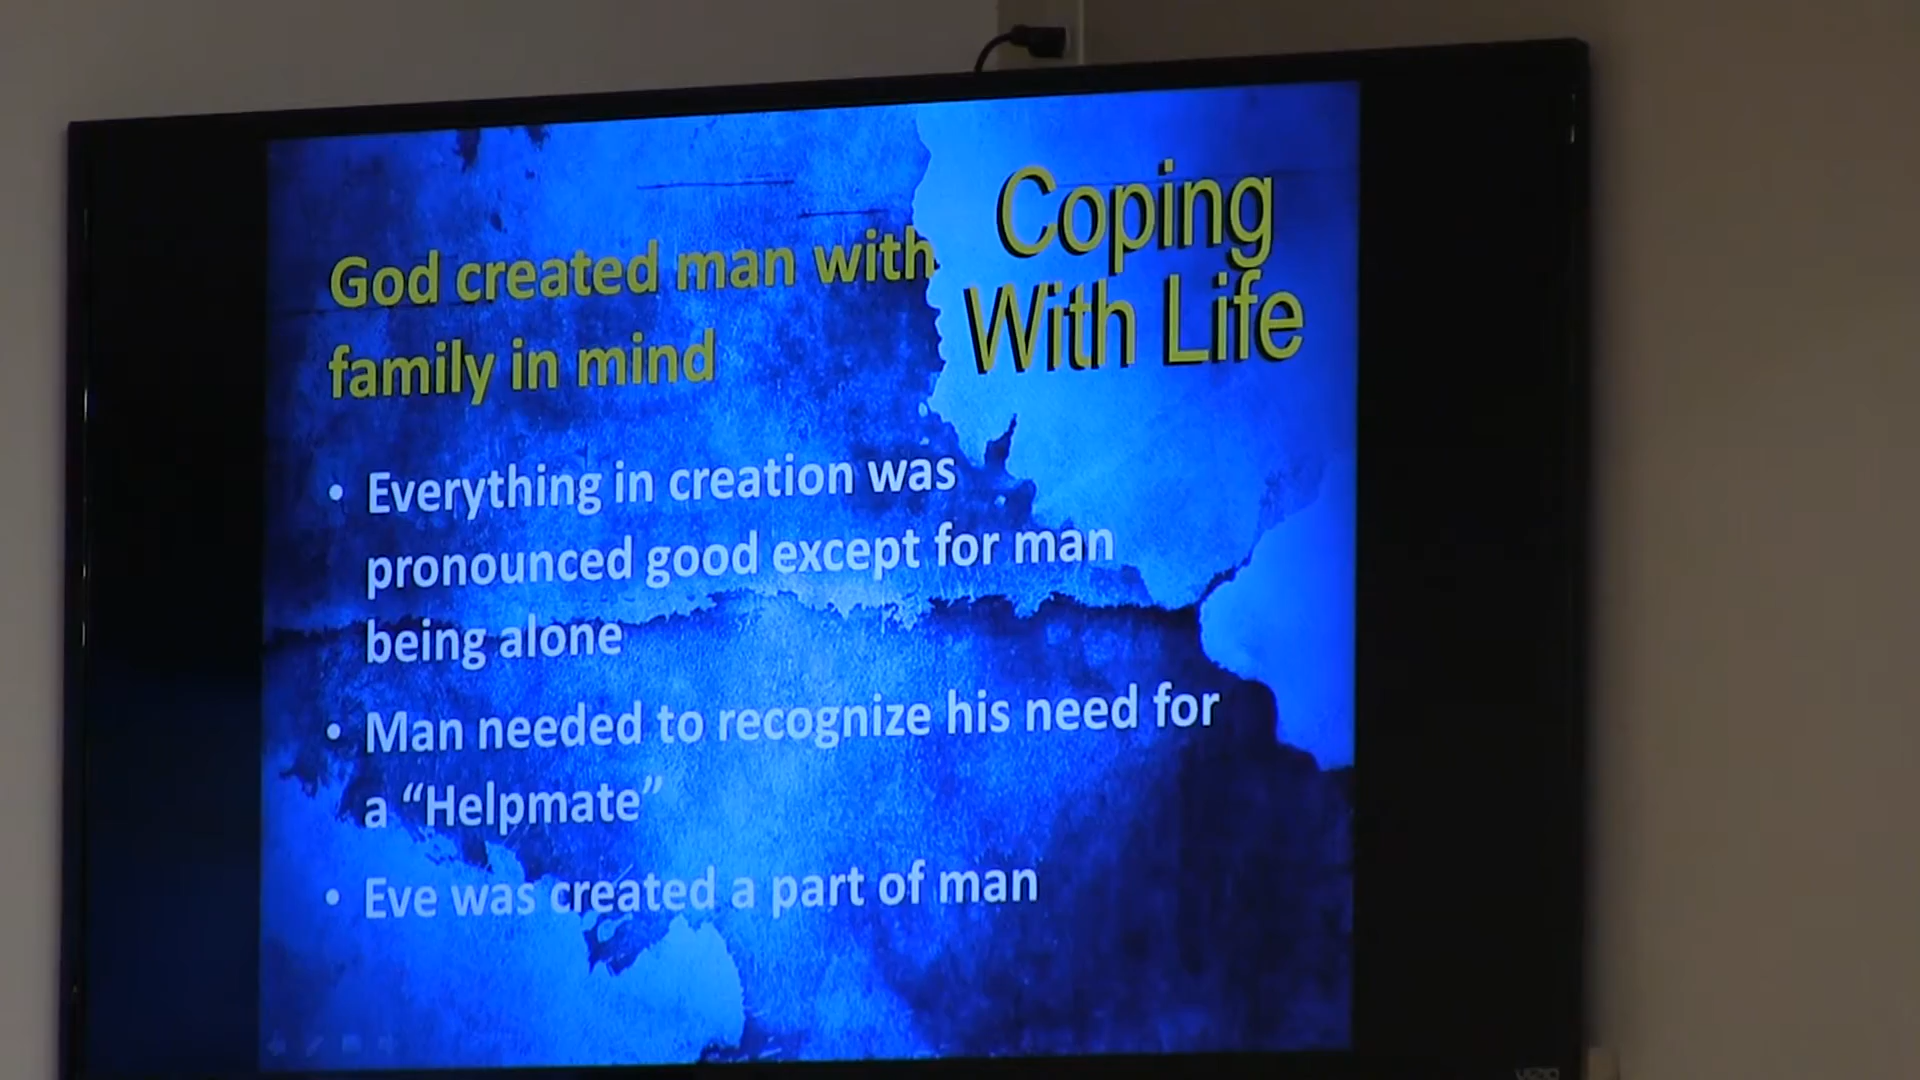 Coping
With Life
God created man with
family in mind
• Everything in creation was
pronounced good except for man
being alone
• Man needed to recognize his need for
a “Helpmate”
• Eve was created a part of man
VIZIO